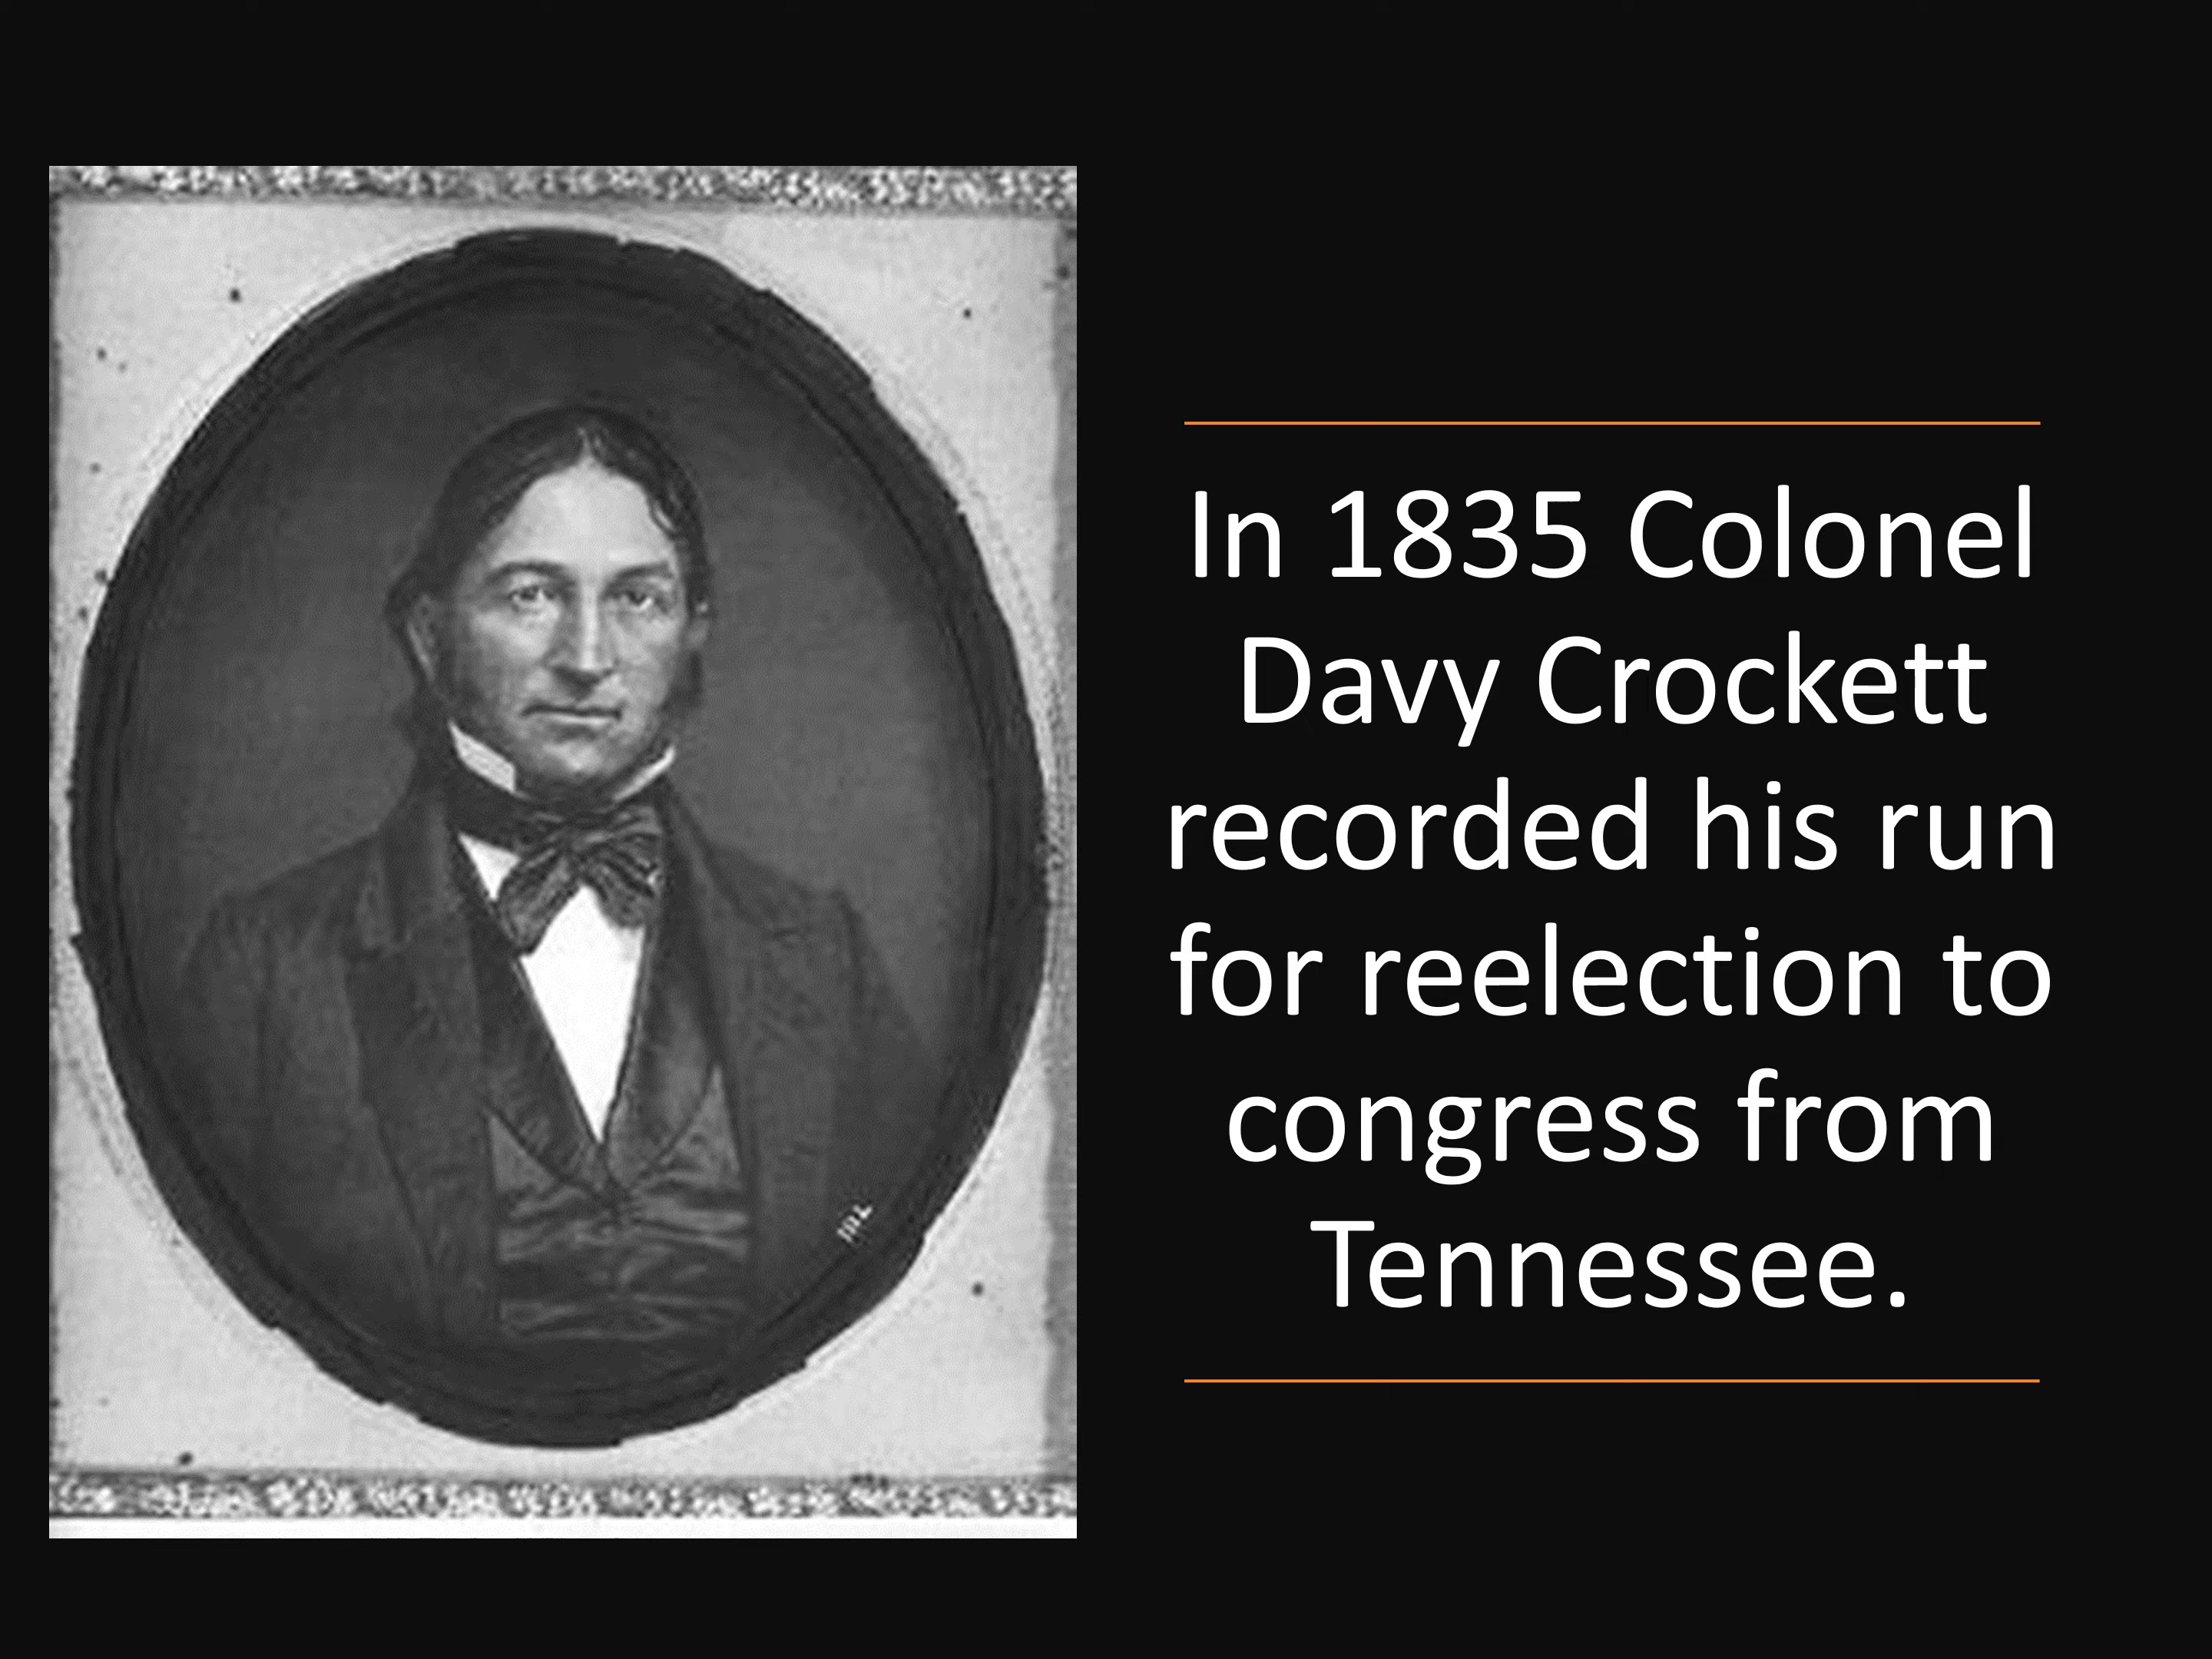 In 1835 Colonel
Davy Crockett
recorded his run
for reelection to
congress from
Tennessee.